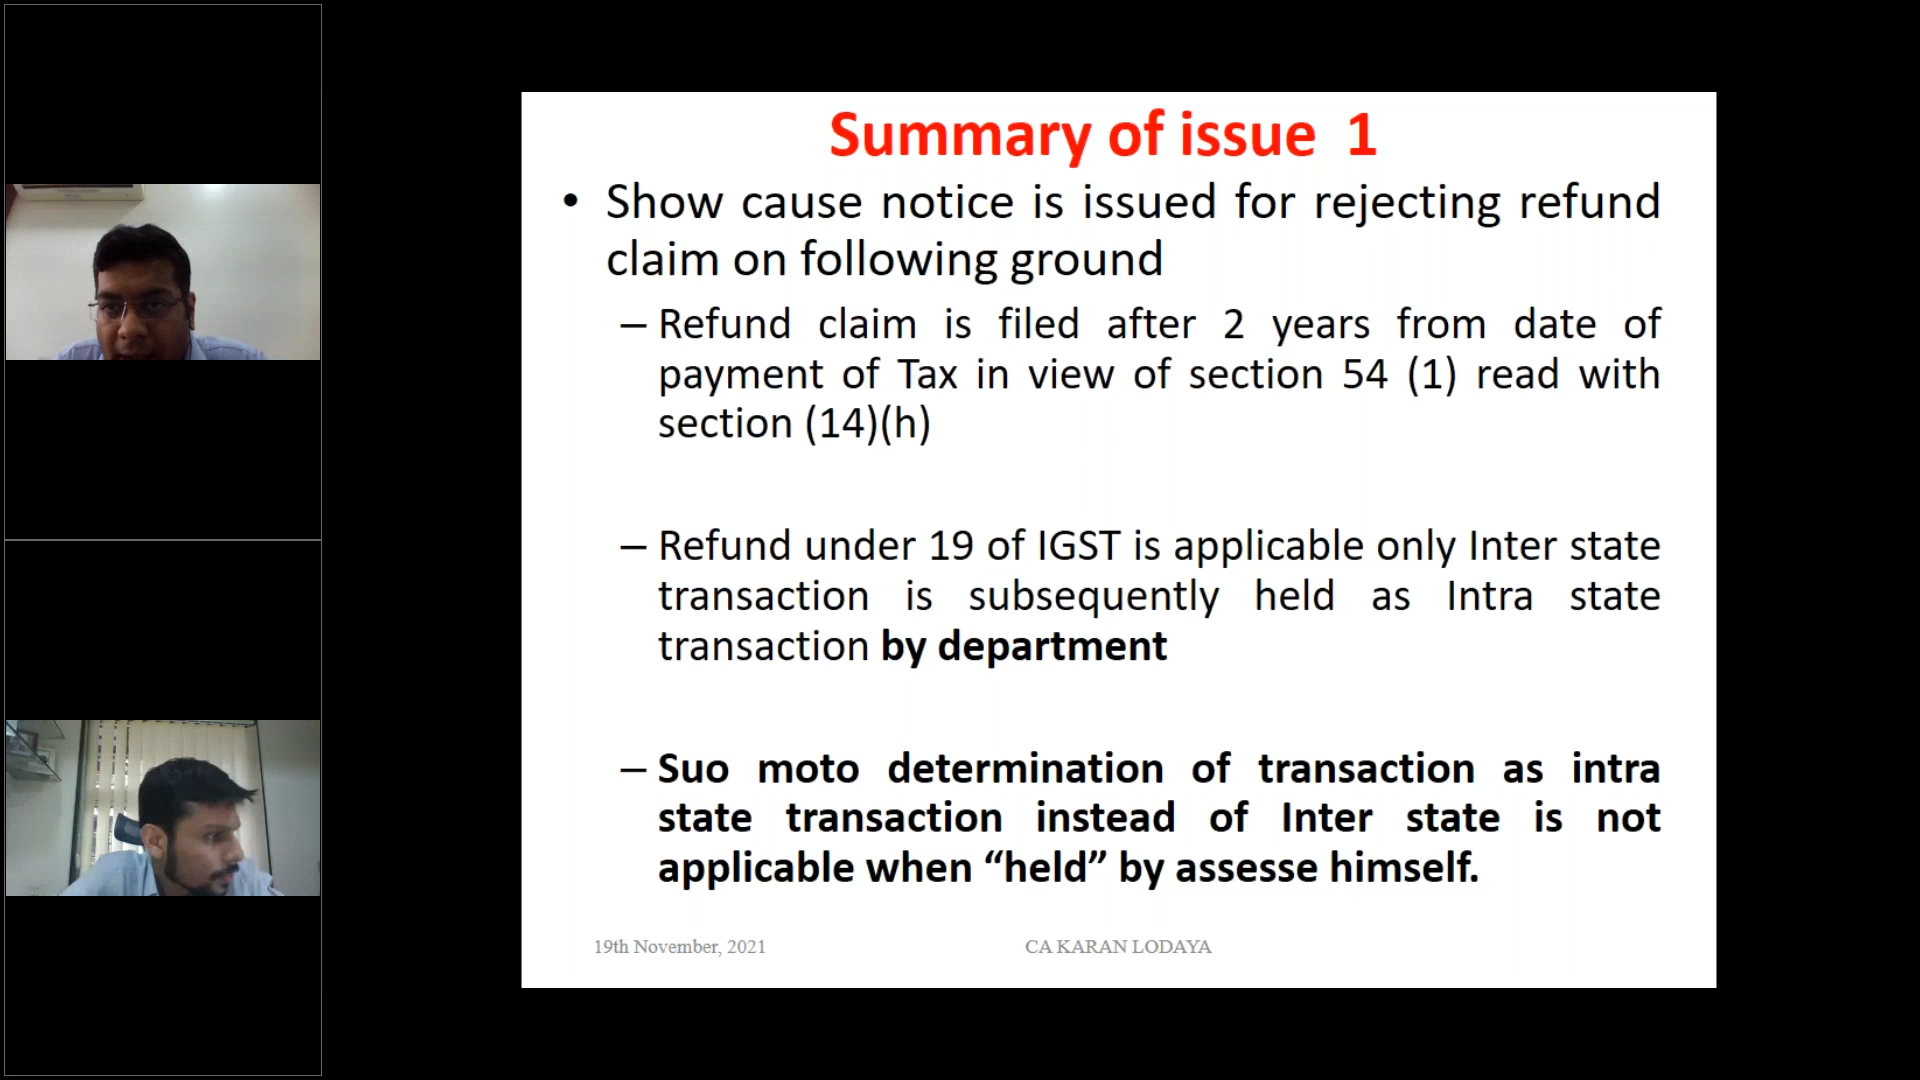 Summary of issue 1
• Show cause notice is issued for rejecting refund
claim on following ground
– Refund claim is filed after 2 years from date of
payment of Tax in view of section 54 (1) read with
section (14)(h)
– Refund under 19 of IGST is applicable only Inter state
transaction is subsequently held as Intra state
transaction by department
– Suo moto determination of transaction as intra
state transaction instead of Inter state is not
applicable when “held” by assesse himself.
19th November, 2021
CA KARAN LODAYA